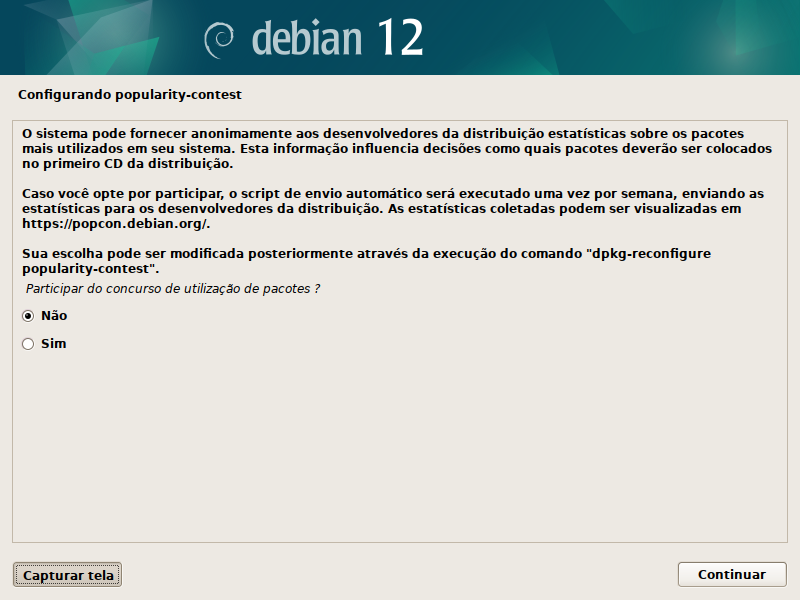 debian 12
Configurando popularity-contest
O sistema pode fornecer anonimamente aos desenvolvedores da distribuição estatísticas sobre os pacotes
mais utilizados em seu sistema. Esta informação influencia decisões como quais pacotes deverão ser colocados
no primeiro CD da distribuição.
Caso você opte por participar, o script de envio automático será executado uma vez por semana, enviando as
estatísticas para os desenvolvedores da distribuição. As estatísticas coletadas podem ser visualizadas em
https://popcon.debian.org/.
Sua escolha pode ser modificada posteriormente através da execução do comando "dpkg-reconfigure
popularity-contest".
Participar do concurso de utilização de pacotes ?
Não
Sim
Capturar tela
Continuar